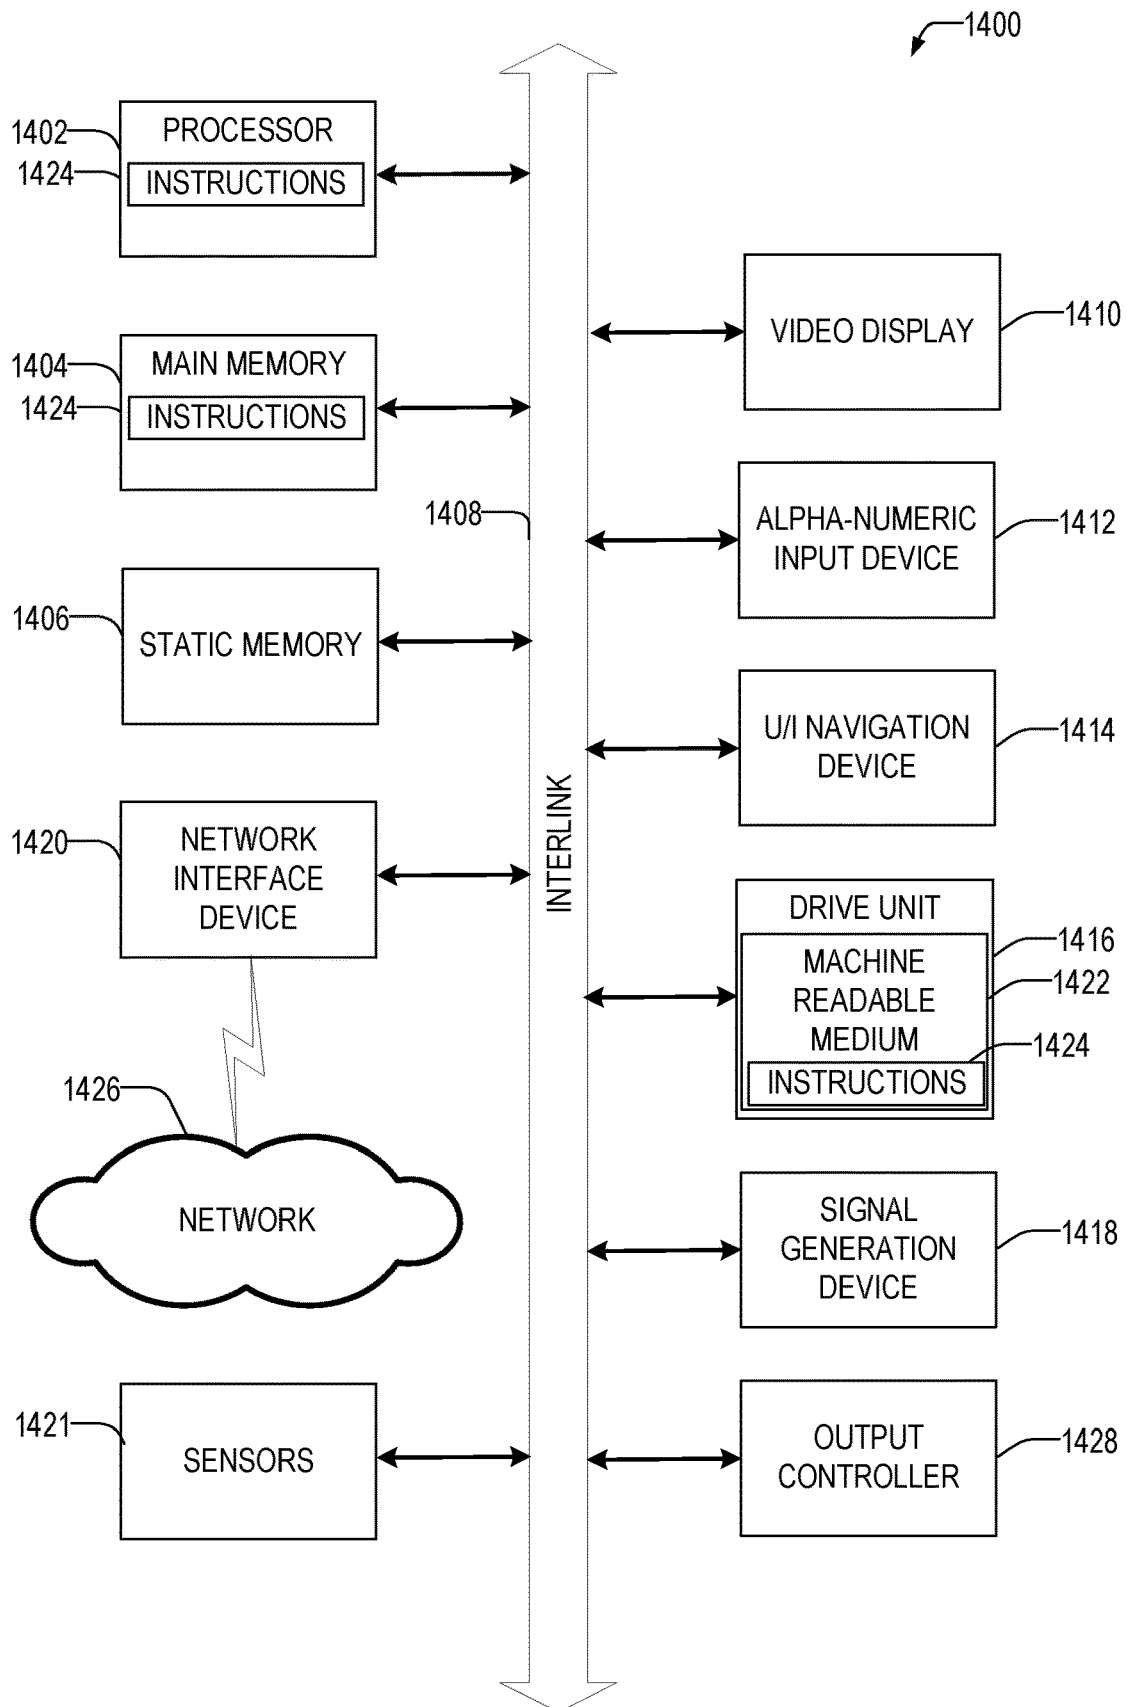 1400
1402
PROCESSOR
1424
INSTRUCTIONS
1404
MAIN MEMORY
1424
INSTRUCTIONS
1408
1406
STATIC MEMORY
1420
NETWORK
INTERFACE
DEVICE
1426
NETWORK
1421
SENSORS
INTERLINK
VIDEO DISPLAY
1410
ALPHA-NUMERIC
INPUT DEVICE
1412
U/I NAVIGATION
DEVICE
1414
DRIVE UNIT
1416
MACHINE
READABLE
MEDIUM
1422
1424
INSTRUCTIONS
SIGNAL
GENERATION
DEVICE
1418
OUTPUT
CONTROLLER
1428